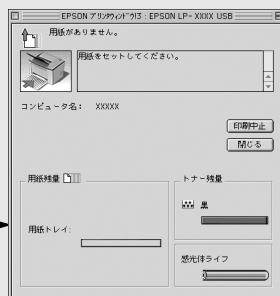 EPSON プリンタウィンドウ!3 : EPSON LP-XXXX USB
用紙がありません。
用紙をセットしてください。
コンピュータ名: XXXXX
印刷中止
閉じる
用紙残量
トナー残量
黒
用紙トレイ:
感光体ライフ